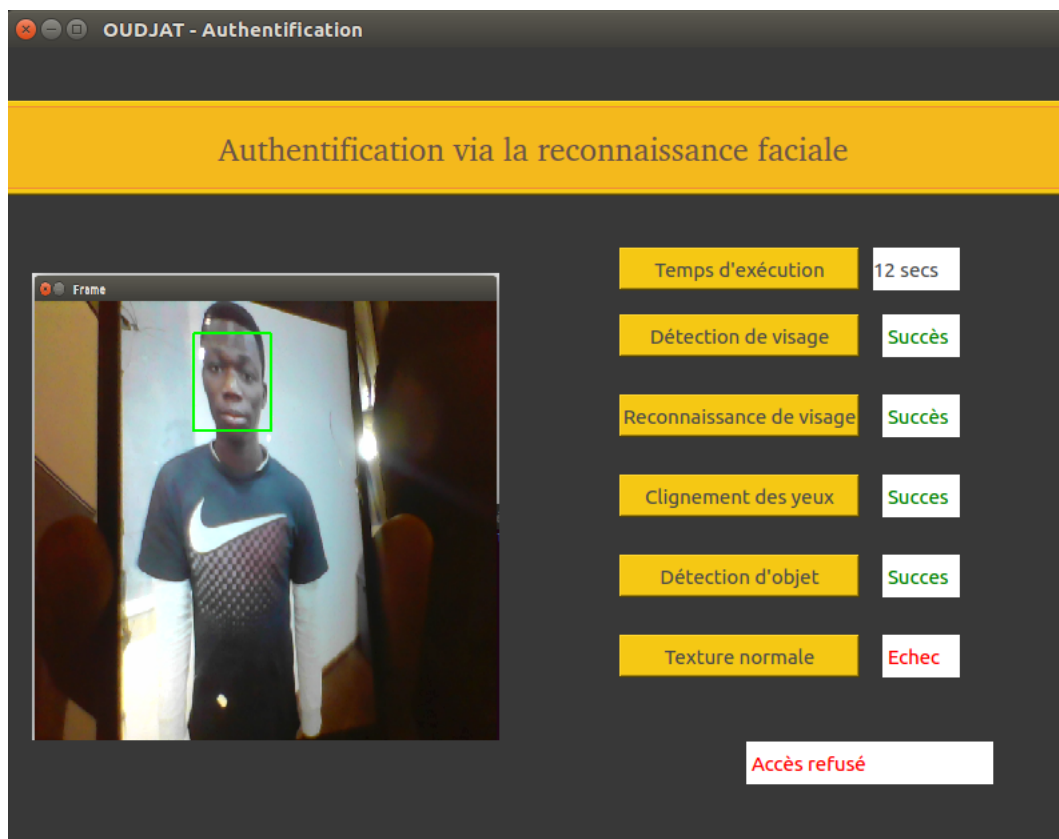 OUDJAT - Authentification
Authentification via la reconnaissance faciale
Frame
Temps d'exécution 12 secs
Détection de visage Succès
Reconnaissance de visage Succès
Clignement des yeux Succes
Détection d'objet Succes
Texture normale Echec
Accès refusé